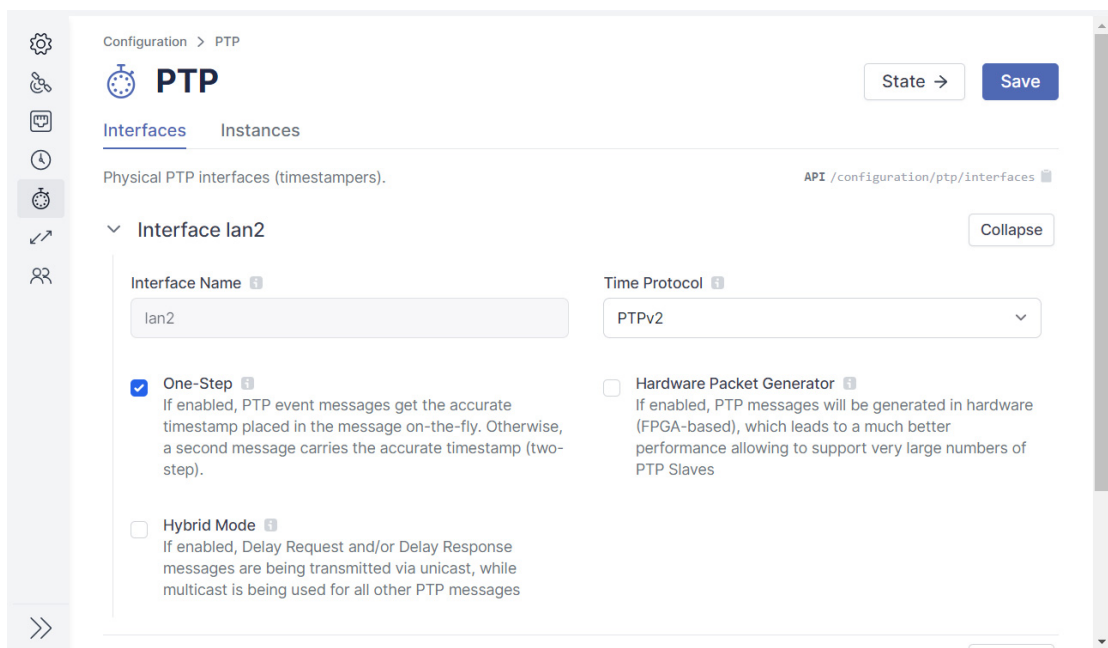 Configuration > PTP
PTP
State →
Save
Interfaces
Instances
Physical PTP interfaces (timestampers).
API /configuration/ptp/interfaces
Interface lan2
Collapse
Interface Name
Time Protocol
lan2
PTPv2
One-Step
If enabled, PTP event messages get the accurate
timestamp placed in the message on-the-fly. Otherwise,
a second message carries the accurate timestamp (two-
step).
Hardware Packet Generator
If enabled, PTP messages will be generated in hardware
(FPGA-based), which leads to a much better
performance allowing to support very large numbers of
PTP Slaves
Hybrid Mode
If enabled, Delay Request and/or Delay Response
messages are being transmitted via unicast, while
multicast is being used for all other PTP messages